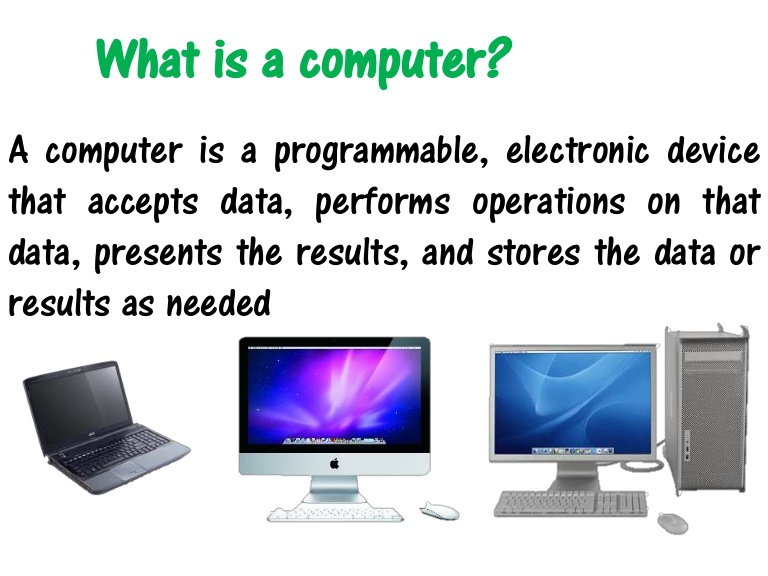 What is a computer?
A computer is a programmable, electronic device
that accepts data, performs operations on that
data, presents the results, and stores the data or
results as needed